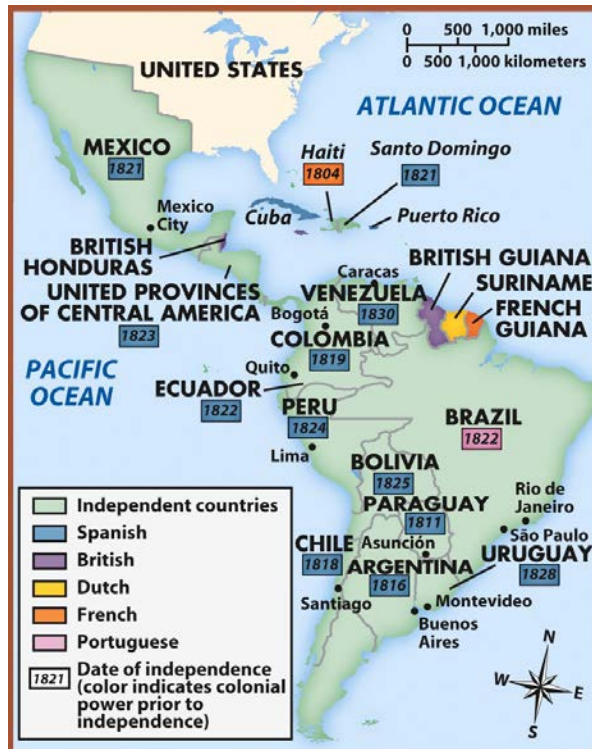 0 500 1,000 miles
0 500 1,000 kilometers
UNITED STATES
ATLANTIC OCEAN
MEXICO
1821
Haiti
1804
Santo Domingo
1821
Mexico
City
Cuba
Puerto Rico
BRITISH
HONDURAS
BRITISH GUIANA
SURINAME
FRENCH
GUIANA
UNITED PROVINCES
OF CENTRAL AMERICA
1823
Caracas
VENEZUELA
1830
Bogotá
COLOMBIA
1819
PACIFIC
OCEAN
Quito
ECUADOR
1822
PERU
1824
Lima
BRAZIL
1822
BOLIVIA
1825
PARAGUAY
1811
Asunción
Rio de
Janeiro
São Paulo
CHILE
1818
ARGENTINA
1816
URUGUAY
1828
Santiago
Montevideo
Buenos
Aires
Independent countries
Spanish
British
Dutch
French
Portuguese
1821 Date of independence
(color indicates colonial
power prior to
independence)
N
W
E
S